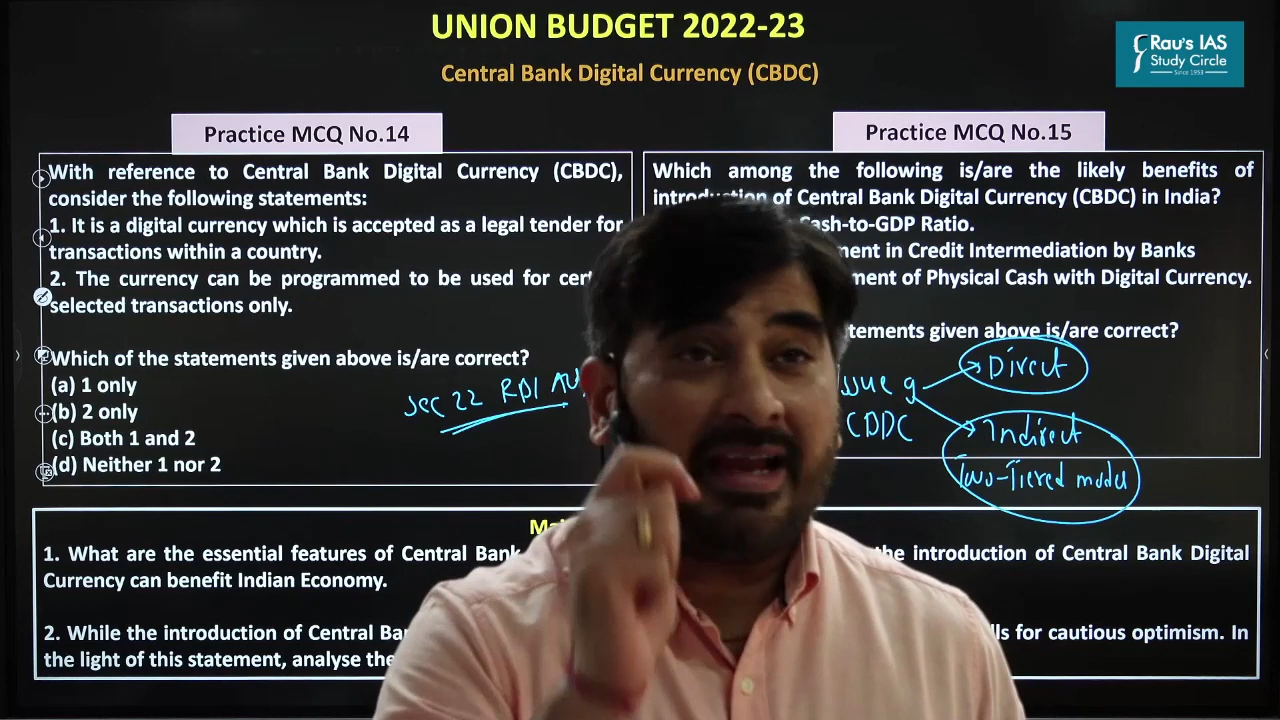 UNION BUDGET 2022-23
Central Bank Digital Currency (CBDC)
Rau's IAS
Study Circle
Since 1953
Practice MCQ No.14
With reference to Central Bank Digital Currency (CBDC),
consider the following statements:
1. It is a digital currency which is accepted as a legal tender for
transactions within a country.
2. The currency can be programmed to be used for
selected transactions only.
Which of the statements given above is/are correct?
(a) 1 only
(b) 2 only
(c) Both 1 and 2
(d) Neither 1 nor 2
Sec 22 RBI
Practice MCQ No.15
Which among the following is/are the likely benefits of
introduction of Central Bank Digital Currency (CBDC) in India?
Cash-to-GDP Ratio.
in Credit Intermediation by Banks
of Physical Cash with Digital Currency.
given above is/are correct?
Direct
CBDC
Indirect
Two-Tiered model
1. What are the essential features of Central Bank the introduction of Central Bank Digital
Currency can benefit Indian Economy.
2. While the introduction of Central for cautious optimism. In
the light of this statement, analyse